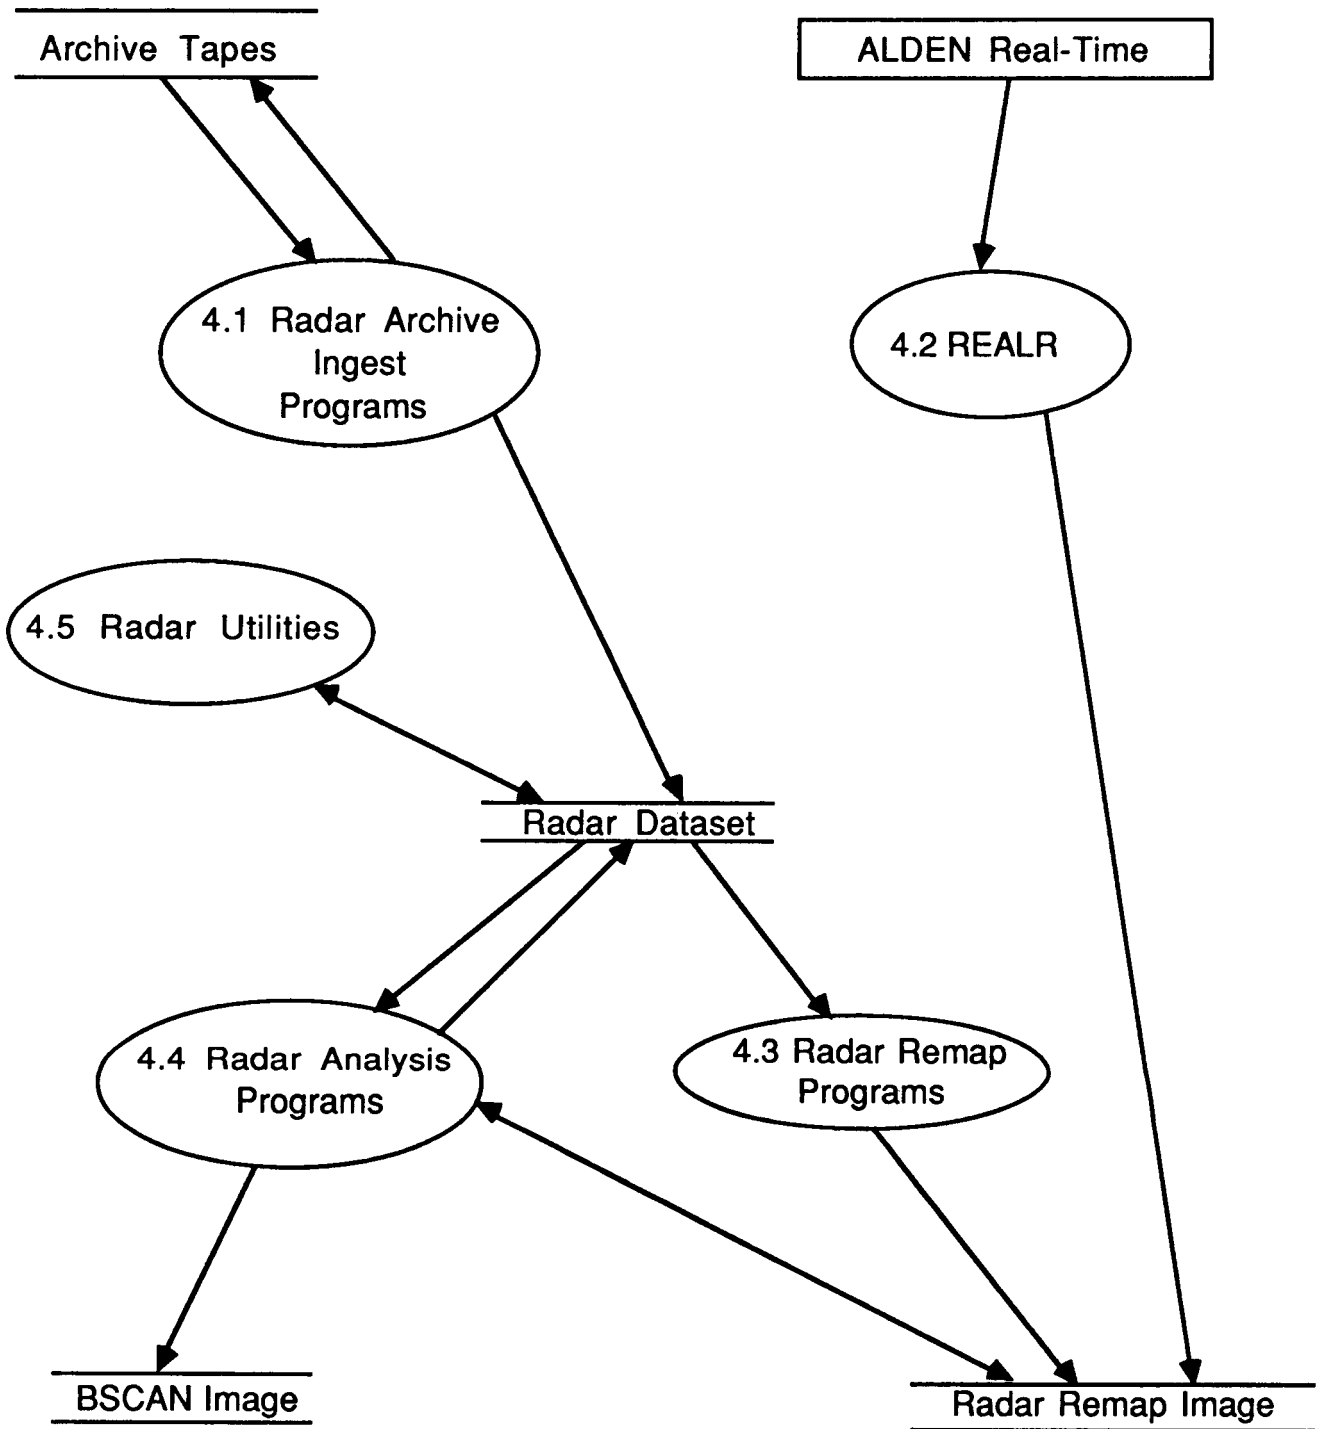 Archive Tapes
ALDEN Real-Time
4.1 Radar Archive
Ingest
Programs
4.2 REALR
4.5 Radar Utilities
Radar Dataset
4.4 Radar Analysis
Programs
4.3 Radar Remap
Programs
BSCAN Image
Radar Remap Image